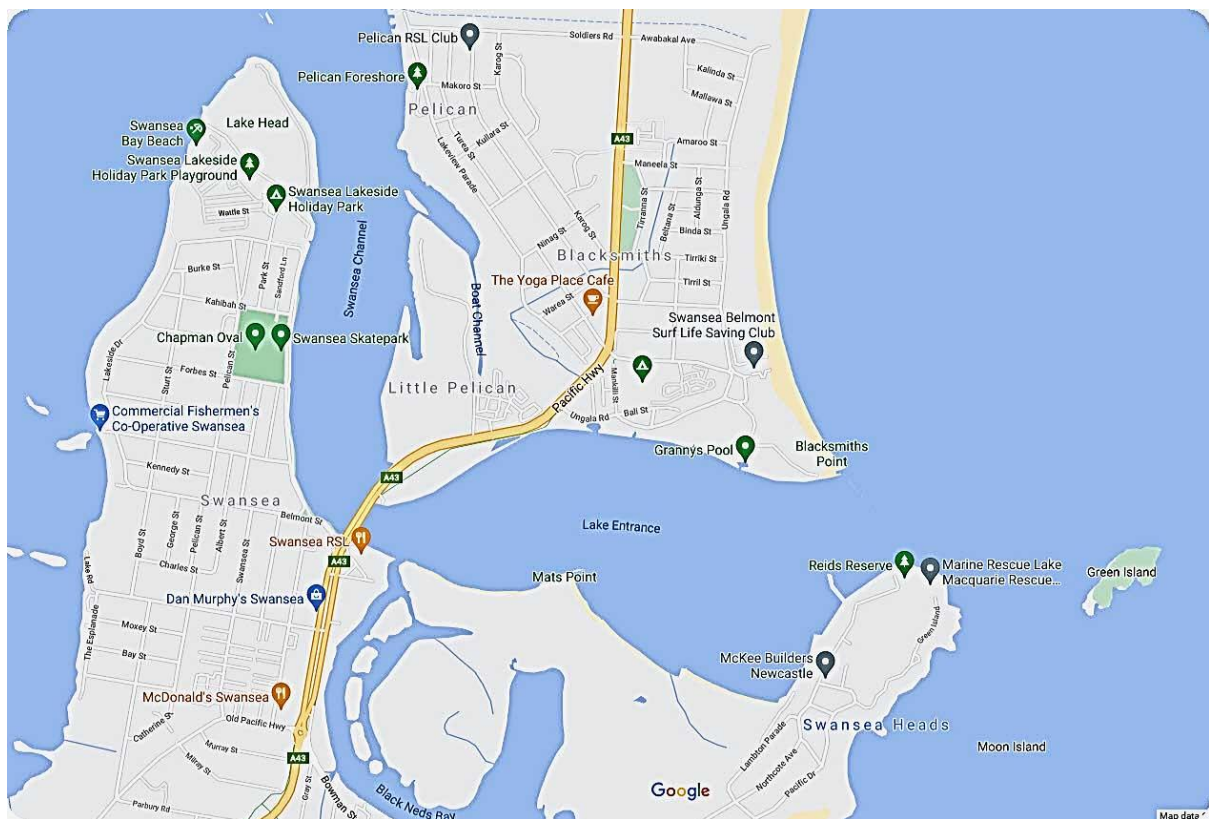 Pelican RSL Club
Soldiers Rd
Awabakal Ave
Karog St
Kalinda St
Pelican Foreshore
Makoro St
Mallawa St
Pelican
Swansea
Bay Beach
Lake Head
Turea St
Kullara St
A43
Amaroo St
Lakeview Parade
Maneela St
Swansea Lakeside
Holiday Park Playground
Swansea Lakeside
Holiday Park
Wattle St
Tirranna St
Beltana St
Aldunga St
Ungala Rd
Karog St
Binda St
Ninag St
Swansea Channel
Blacksmiths
Tirriki St
Burke St
Park St
Sandford Ln
The Yoga Place Cafe
Tirril St
Kahibah St
Boat Channel
Warea St
Swansea Belmont
Surf Life Saving Club
Chapman Oval
Swansea Skatepark
Lakeside Dr
Sturt St
Forbes St
Pelican St
Little Pelican
Pacific Hwy
Mankilli St
Commercial Fishermen's
Co-Operative Swansea
Ungala Rd
Ball St
Grannys Pool
Blacksmiths
Point
Kennedy St
A43
Swansea
Belmont St
Lake Entrance
Boyd St
George St
Pelican St
Albert St
Swansea St
Swansea RSL
A43
Lake Rd
Charles St
Mats Point
Reids Reserve
Marine Rescue Lake
Macquarie Rescue...
Green Island
Dan Murphy's Swansea
Moxey St
Green Island
The Esplanade
Bay St
McKee Builders
Newcastle
McDonald's Swansea
Catherine St
Old Pacific Hwy
Swansea Heads
Murray St
A43
Lambton Parade
Moon Island
Milray St
Northcote Ave
Pacific Dr
Gray St
Bowman St
Black Neds Bay
Google
Parbury Rd
Map data